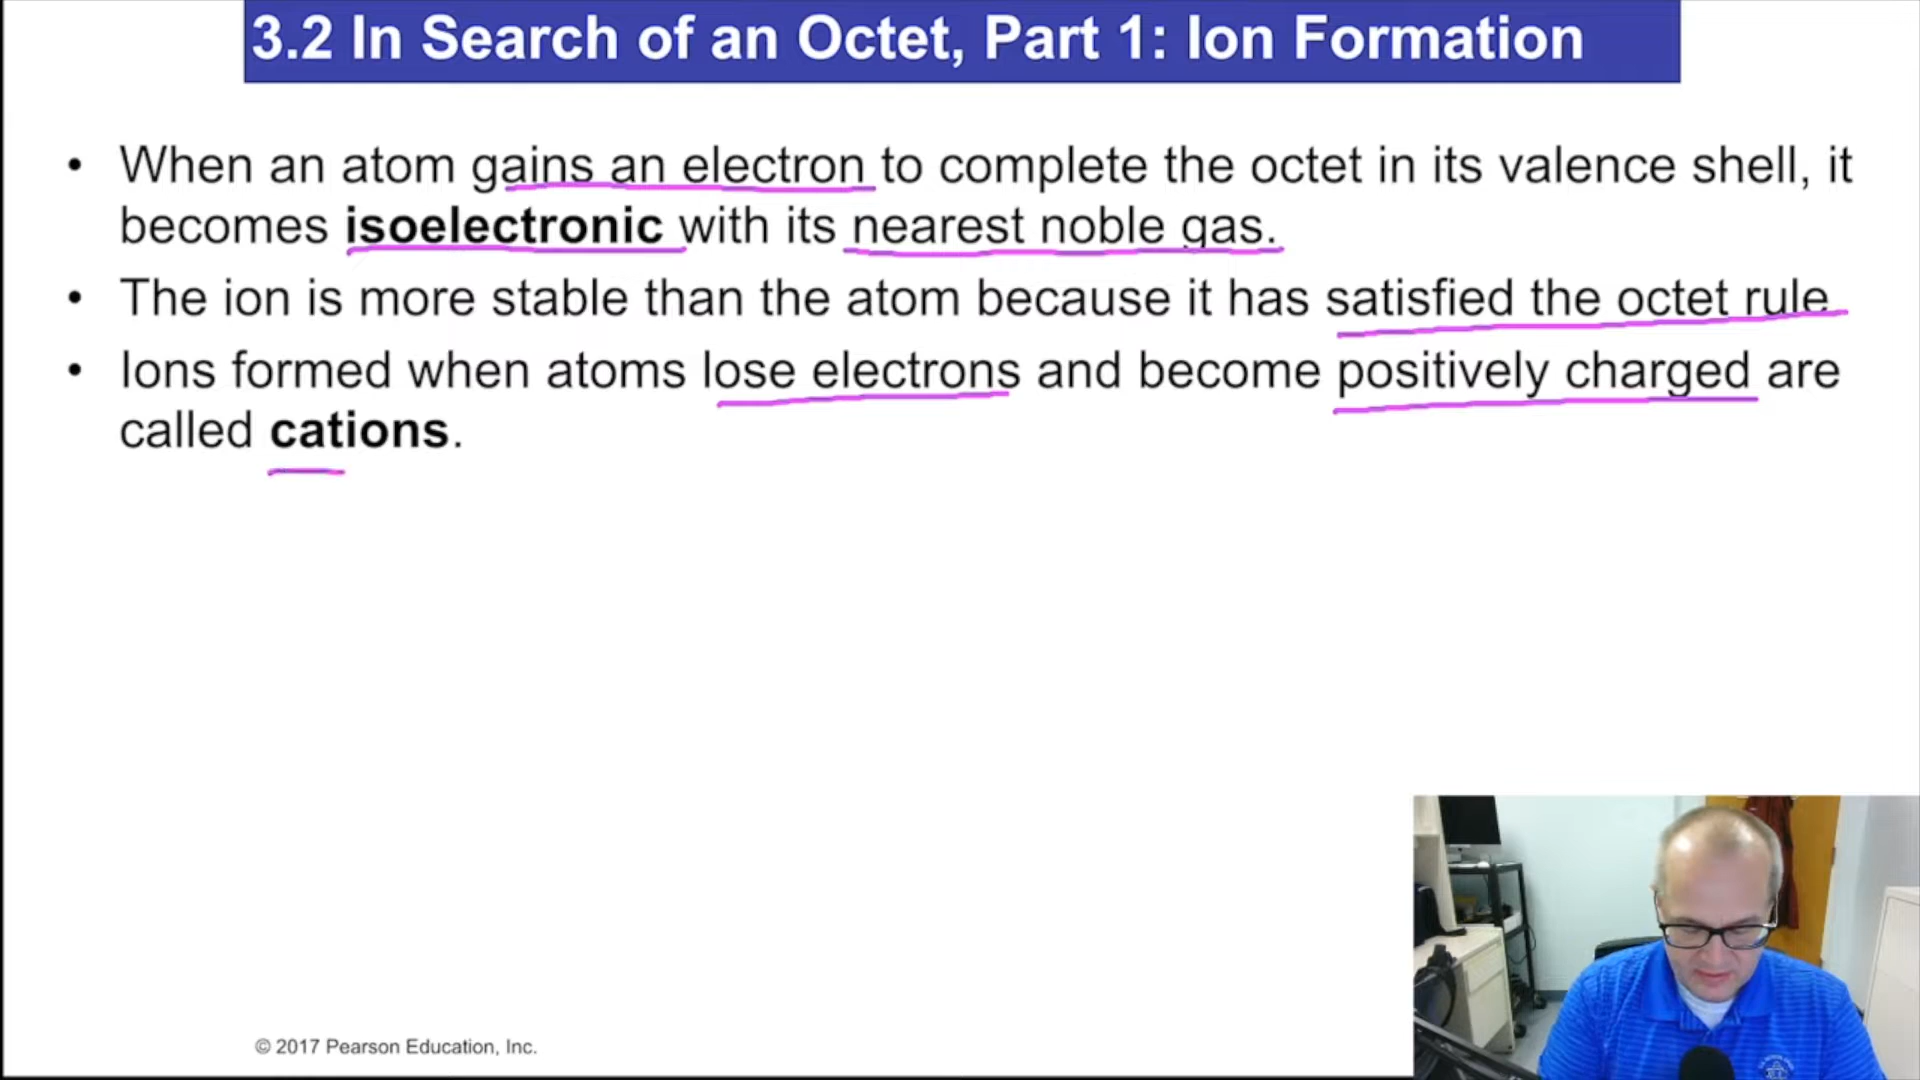 3.2 In Search of an Octet, Part 1: Ion Formation
• When an atom gains an electron to complete the octet in its valence shell, it
becomes isoelectronic with its nearest noble gas.
• The ion is more stable than the atom because it has satisfied the octet rule.
• Ions formed when atoms lose electrons and become positively charged are
called cations.
© 2017 Pearson Education, Inc.